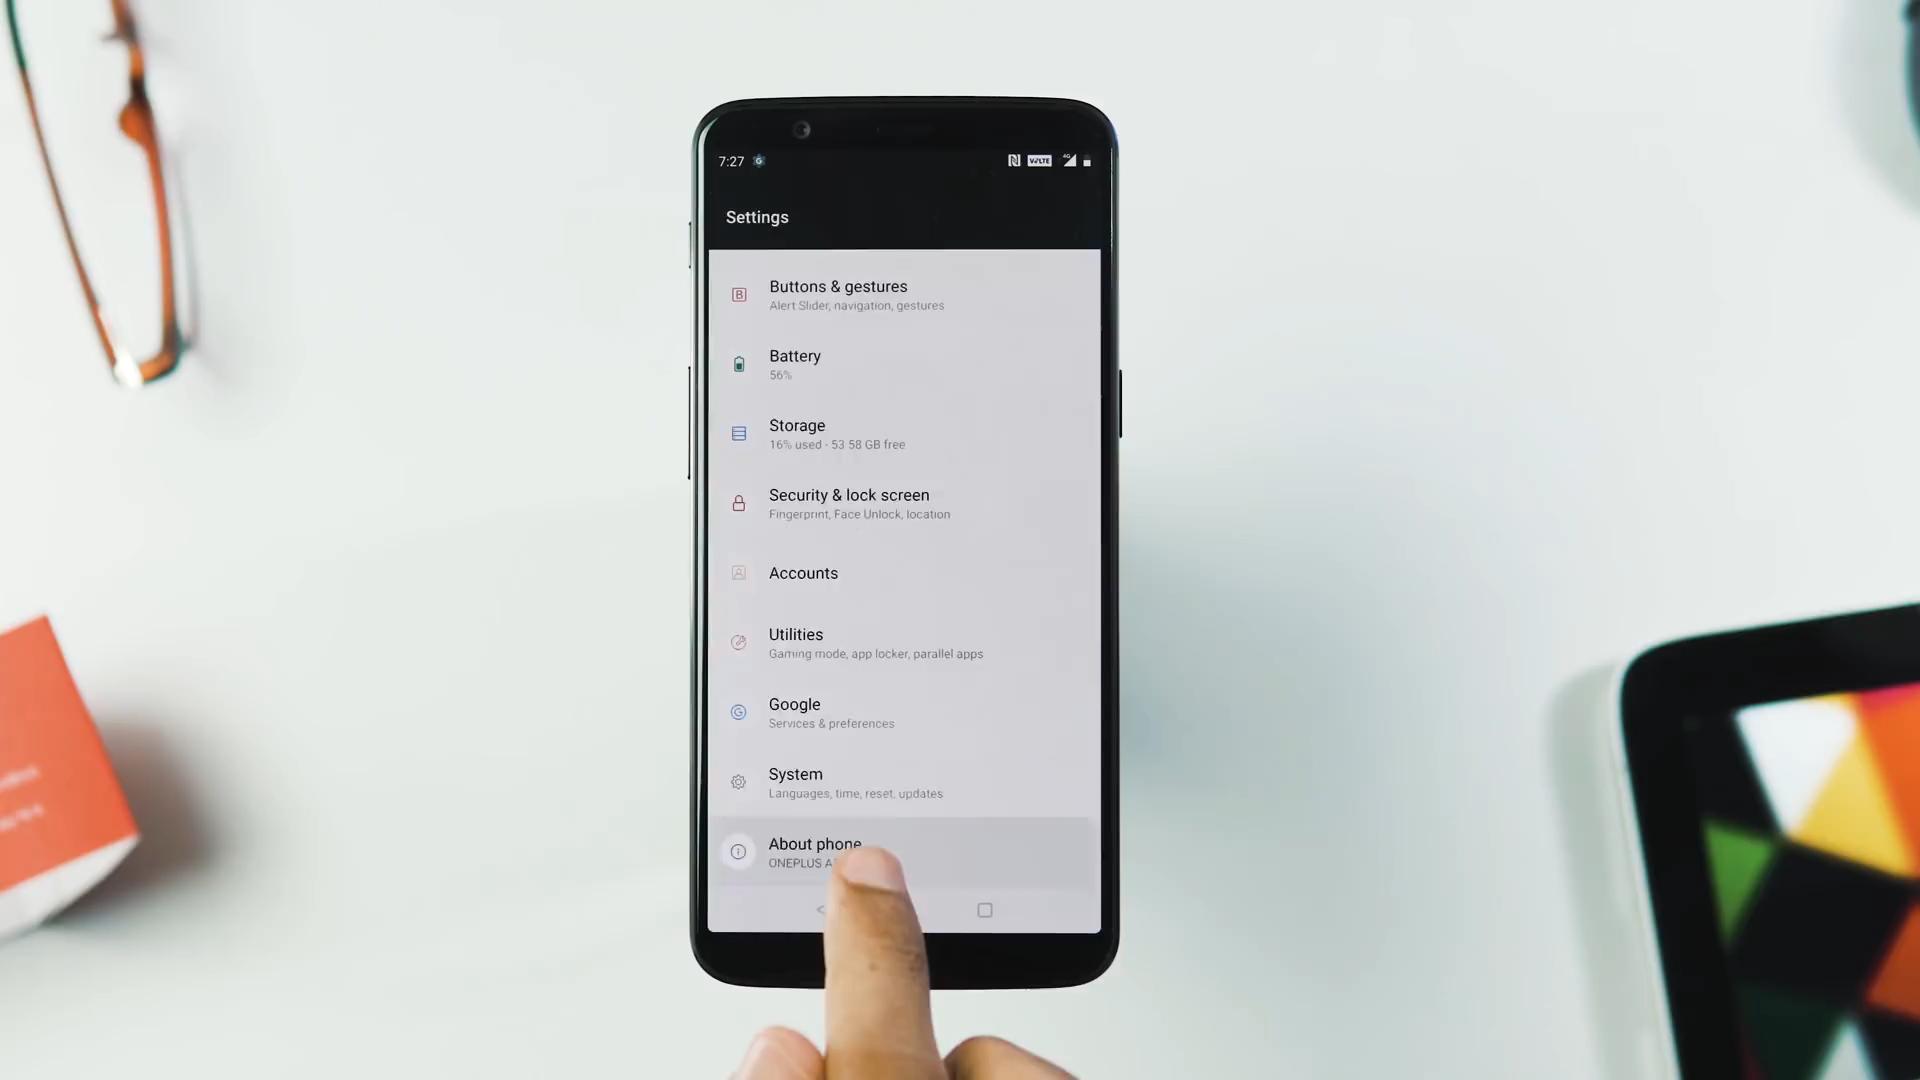 7:27
VoLTE 4G
Settings
Buttons & gestures
Alert Slider, navigation, gestures
Battery
56%
Storage
16% used - 53 58 GB free
Security & lock screen
Fingerprint, Face Unlock, location
Accounts
Utilities
Gaming mode, app locker, parallel apps
Google
Services & preferences
System
Languages, time, reset, updates
About phone
ONEPLUS